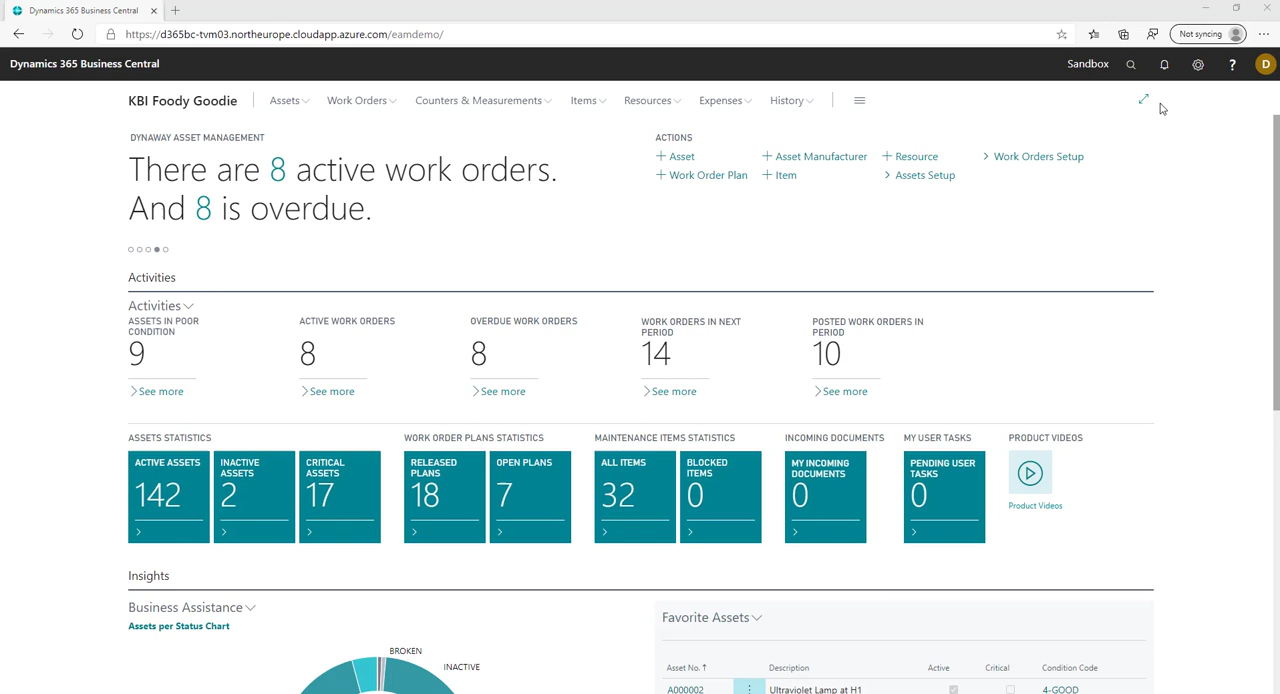 Dynamics 365 Business Central
https://d365bc-tvm03.northeurope.cloudapp.azure.com/eamdemo/
Not syncing
Dynamics 365 Business Central
Sandbox
?
D
KBI Foody Goodie
Assets
Work Orders
Counters & Measurements
Items
Resources
Expenses
History
DYNAWAY ASSET MANAGEMENT
There are 8 active work orders.
And 8 is overdue.
ACTIONS
+ Asset
+ Asset Manufacturer
+ Resource
> Work Orders Setup
+ Work Order Plan
+ Item
> Assets Setup
Activities
Activities
ASSETS IN POOR
CONDITION
9
> See more
ACTIVE WORK ORDERS
8
> See more
OVERDUE WORK ORDERS
8
> See more
WORK ORDERS IN NEXT
PERIOD
14
> See more
POSTED WORK ORDERS IN
PERIOD
10
> See more
ASSETS STATISTICS
ACTIVE ASSETS
142
INACTIVE
ASSETS
2
CRITICAL
ASSETS
17
WORK ORDER PLANS STATISTICS
RELEASED
PLANS
18
OPEN PLANS
7
MAINTENANCE ITEMS STATISTICS
ALL ITEMS
32
BLOCKED
ITEMS
0
INCOMING DOCUMENTS
MY INCOMING
DOCUMENTS
0
MY USER TASKS
PENDING USER
TASKS
0
PRODUCT VIDEOS
Product Videos
Insights
Business Assistance
Assets per Status Chart
BROKEN
INACTIVE
Favorite Assets
Asset No.↑
Description
Active
Critical
Condition Code
A000002
Ultraviolet Lamp at H1
4-GOOD